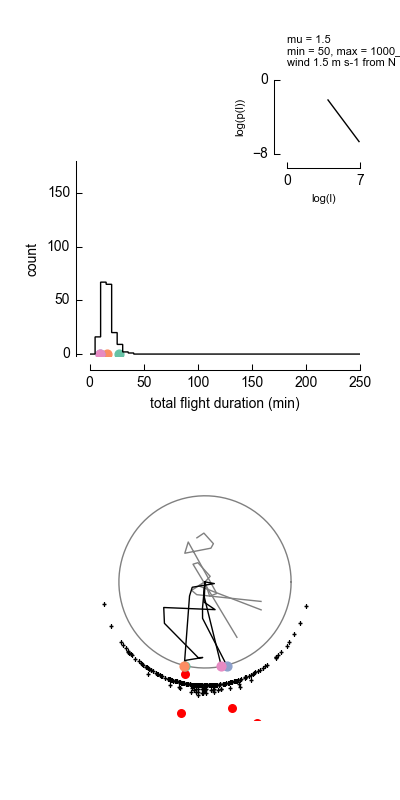 mu = 1.5
min = 50, max = 1000_
wind 1.5 m s-1 from N
0
log(p(l))
−8
0
7
log(l)
150
count
100
50
0
0
50
100
150
200
250
total flight duration (min)